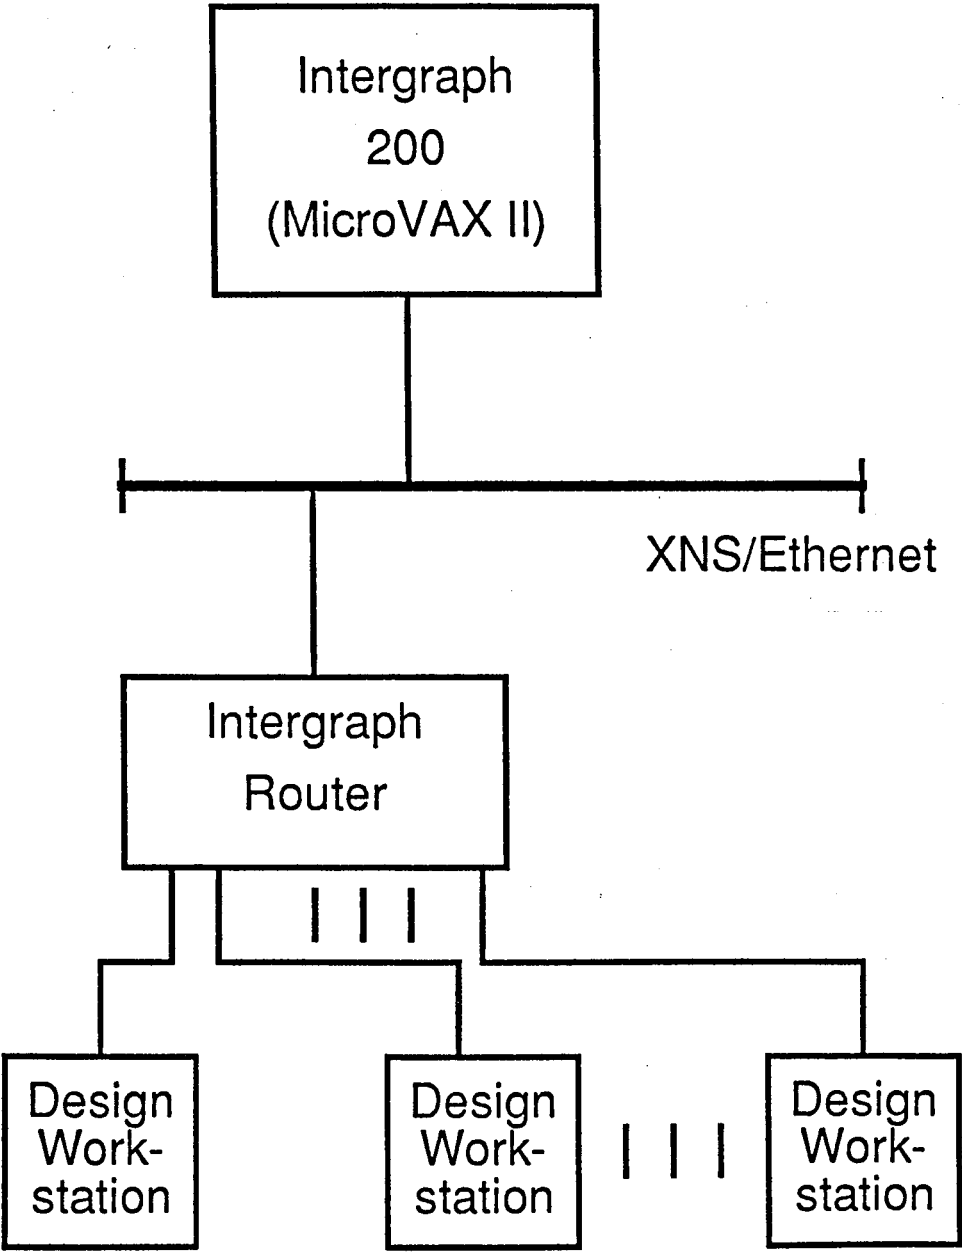 Intergraph
200
(MicroVAX II)
XNS/Ethernet
Intergraph
Router
Design
Work-
station
Design
Work-
station
Design
Work-
station